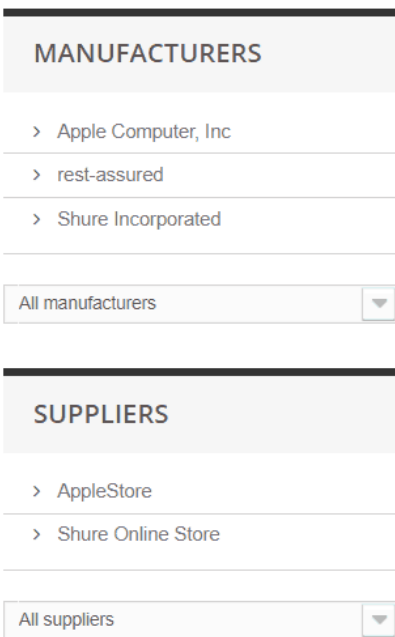 MANUFACTURERS
Apple Computer, Inc
rest-assured
Shure Incorporated
All manufacturers
SUPPLIERS
AppleStore
Shure Online Store
All suppliers